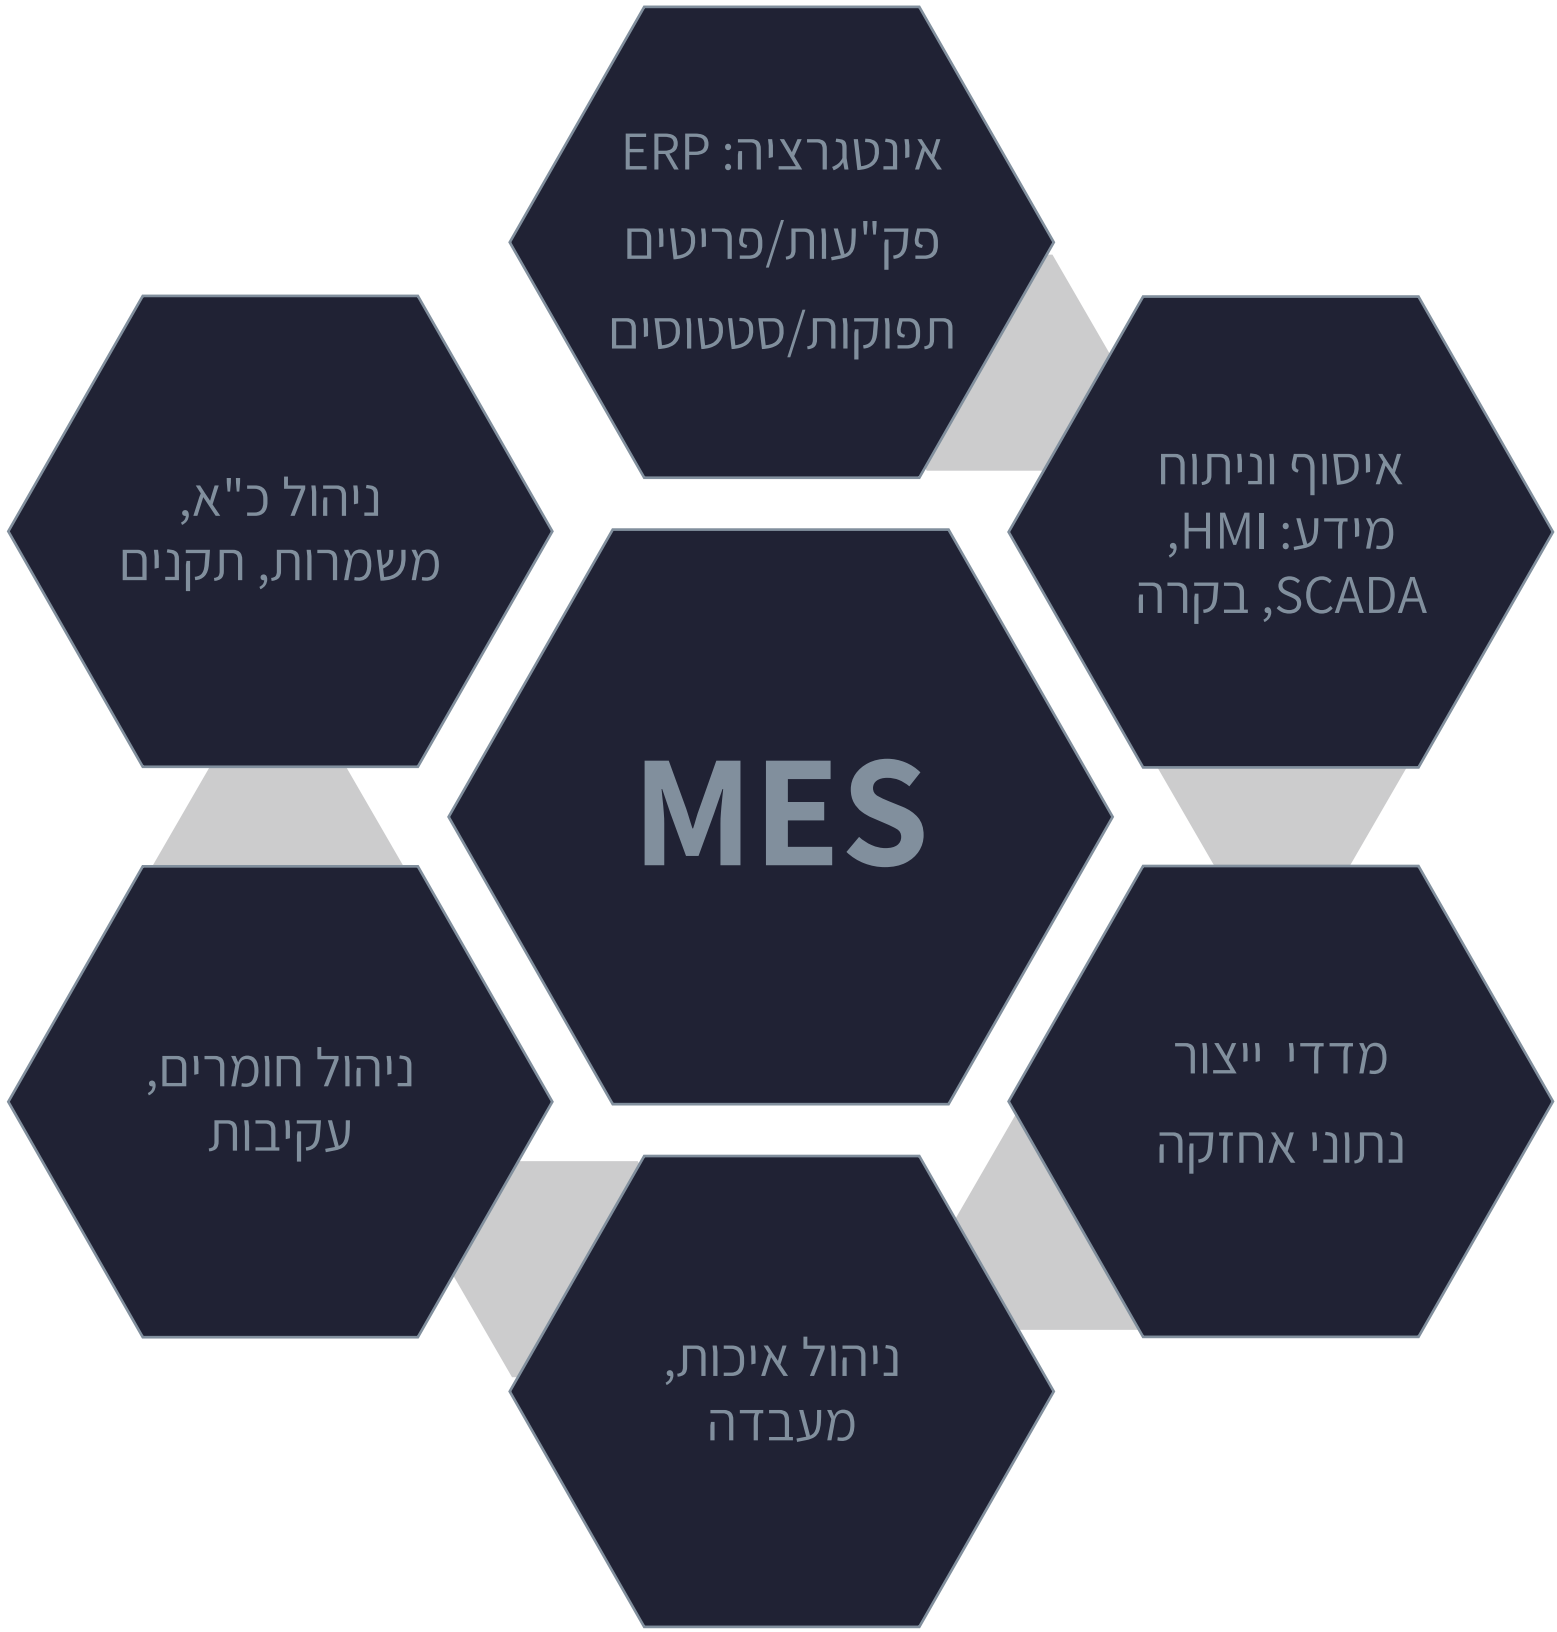 אינטגרציה: ERP
פק"עות/פריטים
תפוקות/סטטוסים
איסוף וניתוח
מידע: HMI,
SCADA, בקרה
ניהול כ"א,
משמרות, תקנים
MES
מדדי ייצור
נתוני אחזקה
ניהול חומרים,
עקיבות
ניהול איכות,
מעבדה